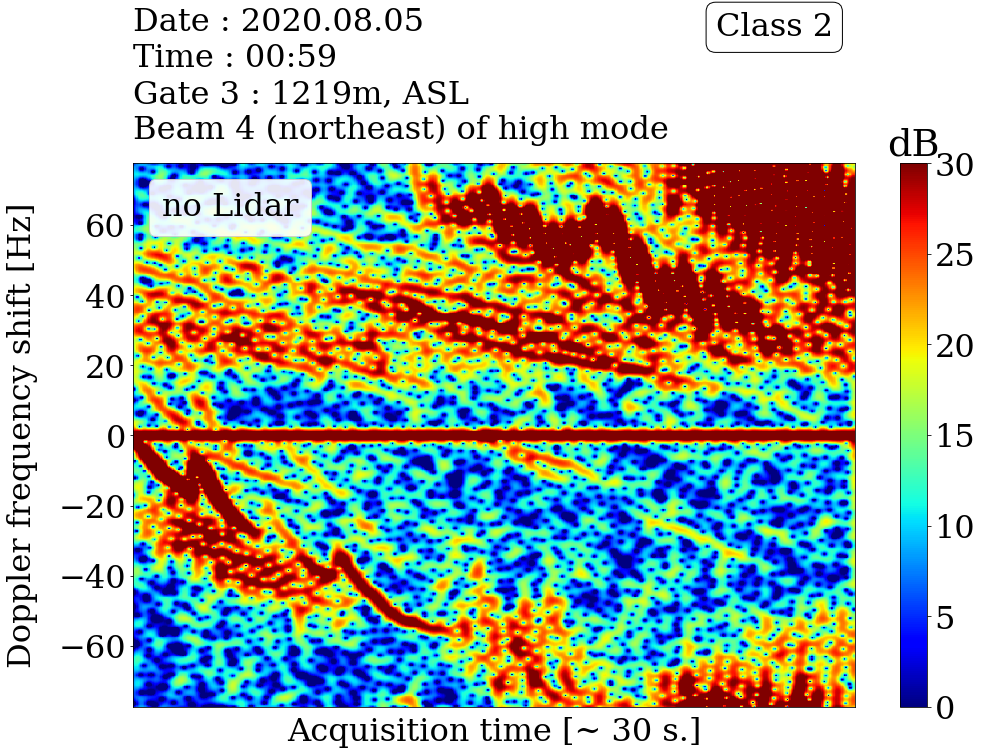 Date : 2020.08.05
Time : 00:59
Gate 3 : 1219m, ASL
Beam 4 (northeast) of high mode
Class 2
dB
no Lidar
Doppler frequency shift [Hz]
60
40
20
0
−20
−40
−60
30
25
20
15
10
5
0
Acquisition time [~ 30 s.]